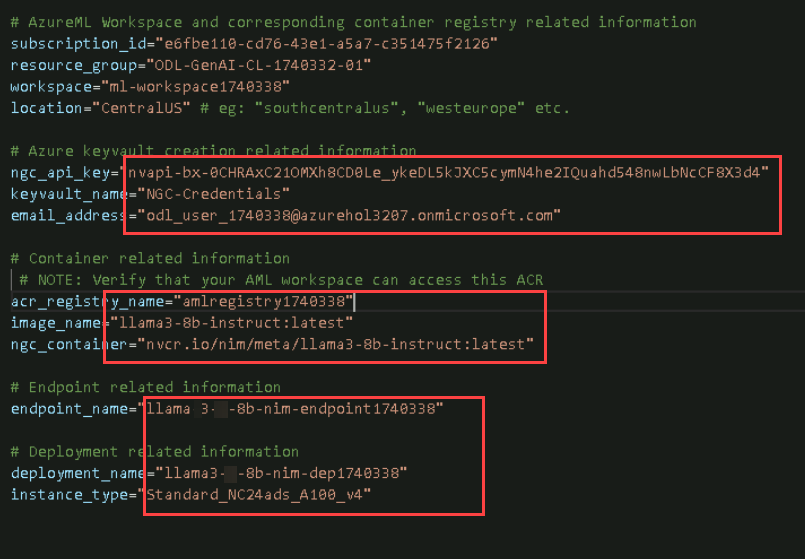 # AzureML Workspace and corresponding container registry related information
subscription_id="e6fbe110-cd76-43e1-a5a7-c351475f2126"
resource_group="ODL-GenAI-CL-1740332-01"
workspace="ml-workspace1740338"
location="CentralUS" # eg: "southcentralus", "westeurope" etc.
# Azure keyvault creation related information
ngc_api_key="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"
keyvault_name="NGC-Credentials"
email_address="odl_user_1740338@azurehol3207.onmicrosoft.com"
# Container related information
# NOTE: Verify that your AML workspace can access this ACR
acr_registry_name="amlregistry1740338"
image_name="llama3-8b-instruct:latest"
ngc_container="nvcr.io/nim/meta/llama3-8b-instruct:latest"
# Endpoint related information
endpoint_name="llama 3- -8b-nim-endpoint1740338"
# Deployment related information
deployment_name="llama3- -8b-nim-dep1740338"
instance_type="Standard_NC24ads_A100_v4"